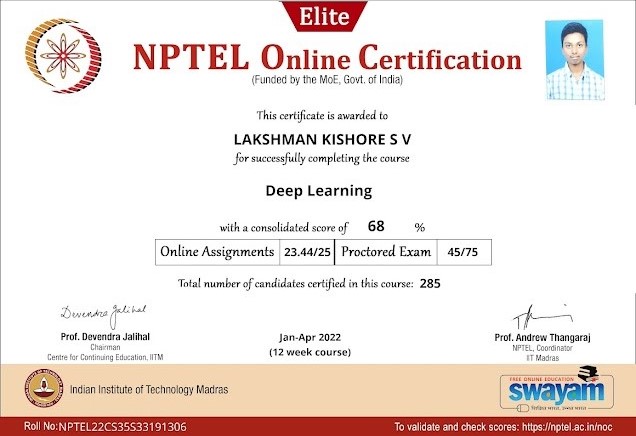 Elite
NPTEL Online Certification
(Funded by the MoE, Govt. of India)
This certificate is awarded to
LAKSHMAN KISHORE S V
for successfully completing the course
Deep Learning
with a consolidated score of 68 %
Online Assignments 23.44/25 Proctored Exam 45/75
Total number of candidates certified in this course: 285
Devendra Jalihal
Prof. Devendra Jalihal
Chairman
Centre for Continuing Education, IITM
Jan-Apr 2022
(12 week course)
Prof. Andrew Thangaraj
NPTEL, Coordinator
IIT Madras
Indian Institute of Technology Madras
FREE ONLINE EDUCATION
swayam
शिक्षित भारत, उन्नत भारत
Roll No:NPTEL22CS35S33191306
To validate and check scores: https://nptel.ac.in/noc